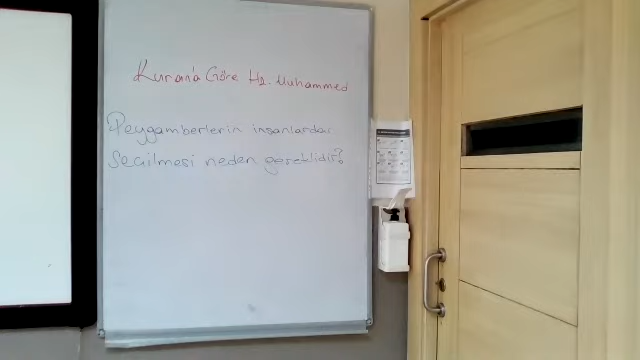 Kuran'a Göre Hz. Muhammed
Peygamberlerin insanlardan
Seçilmesi neden gereklidir?